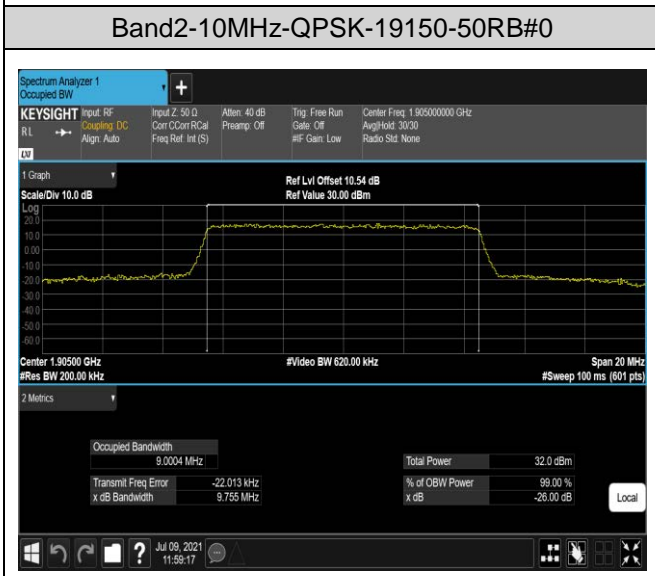 Band2-10MHz-QPSK-19150-50RB#0
Spectrum Analyzer 1
Occupied BW
+
KEYSIGHT Input: RF Input Z: 50 Ω Atten: 40 dB Trig: Free Run Center Freq: 1.905000000 GHz
RL Coupling: DC Corr CCorr RCal Preamp: Off Gate: Off Avg|Hold: 30/30
Align: Auto Freq Ref: Int (S) #IF Gain: Low Radio Std: None
LXI
1 Graph
Ref Lvl Offset 10.54 dB
Scale/Div 10.0 dB Ref Value 30.00 dBm
Log
20.0
10.0
0.00
-10.0
-20.0
-30.0
-40.0
-50.0
-60.0
Center 1.90500 GHz #Video BW 620.00 kHz Span 20 MHz
#Res BW 200.00 kHz #Sweep 100 ms (601 pts)
2 Metrics
Occupied Bandwidth
9.0004 MHz Total Power 32.0 dBm
Transmit Freq Error -22.013 kHz % of OBW Power 99.00 %
x dB Bandwidth 9.755 MHz x dB -26.00 dB
Local
? Jul 09, 2021
11:59:17